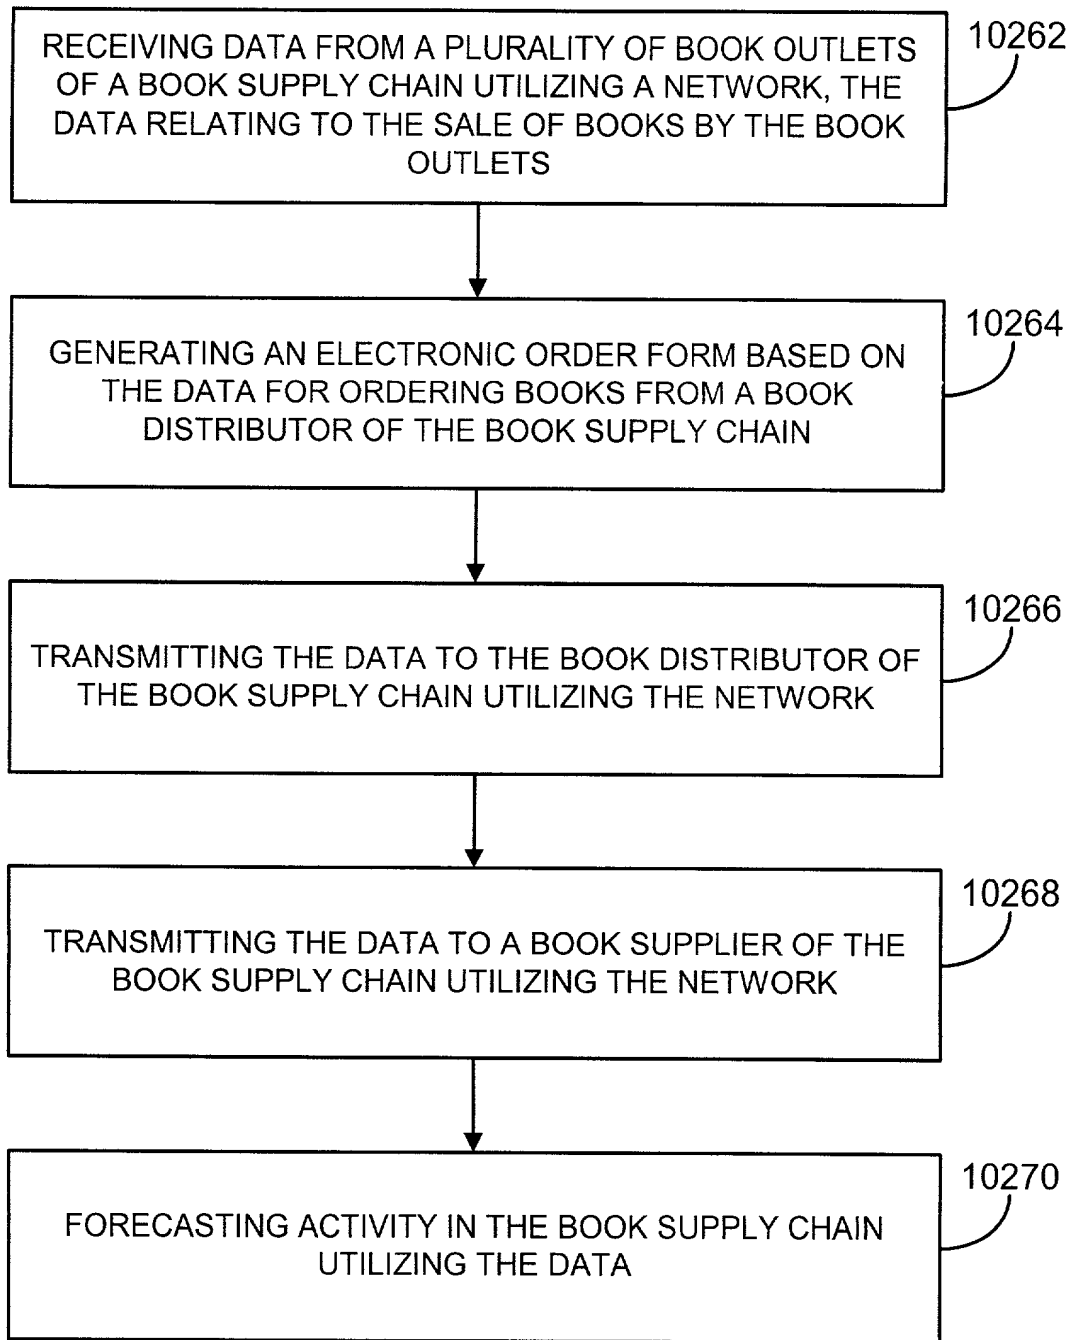 RECEIVING DATA FROM A PLURALITY OF BOOK OUTLETS
OF A BOOK SUPPLY CHAIN UTILIZING A NETWORK, THE
DATA RELATING TO THE SALE OF BOOKS BY THE BOOK
OUTLETS
10262
GENERATING AN ELECTRONIC ORDER FORM BASED ON
THE DATA FOR ORDERING BOOKS FROM A BOOK
DISTRIBUTOR OF THE BOOK SUPPLY CHAIN
10264
TRANSMITTING THE DATA TO THE BOOK DISTRIBUTOR OF
THE BOOK SUPPLY CHAIN UTILIZING THE NETWORK
10266
TRANSMITTING THE DATA TO A BOOK SUPPLIER OF THE
BOOK SUPPLY CHAIN UTILIZING THE NETWORK
10268
FORECASTING ACTIVITY IN THE BOOK SUPPLY CHAIN
UTILIZING THE DATA
10270